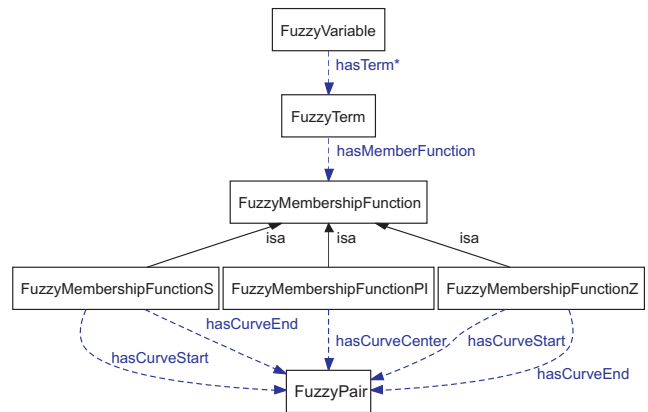 FuzzyVariable
hasTerm*
FuzzyTerm
hasMemberFunction
FuzzyMembershipFunction
isa
isa
isa
FuzzyMembershipFunctionS
FuzzyMembershipFunctionPI
FuzzyMembershipFunctionZ
hasCurveEnd
hasCurveStart
hasCurveCenter
hasCurveStart
hasCurveEnd
FuzzyPair